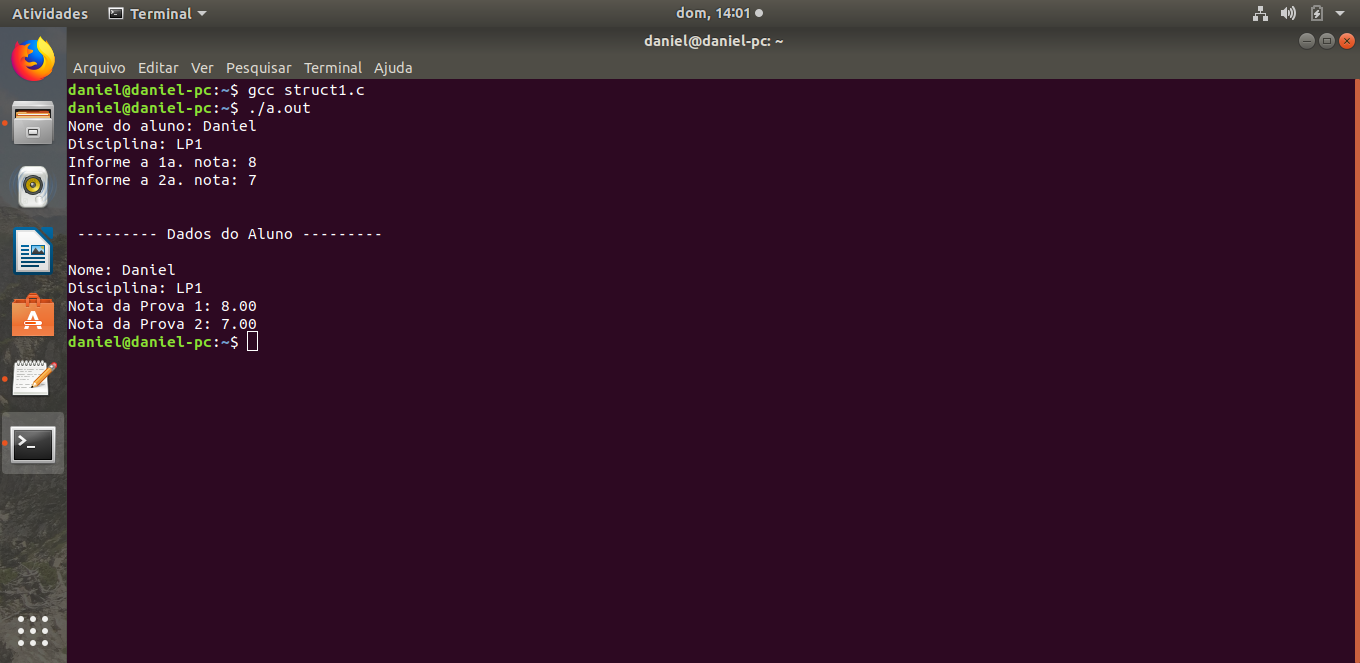 Atividades Terminal dom, 14:01
daniel@daniel-pc: ~
Arquivo Editar Ver Pesquisar Terminal Ajuda
daniel@daniel-pc:~$ gcc struct1.c
daniel@daniel-pc:~$ ./a.out
Nome do aluno: Daniel
Disciplina: LP1
Informe a 1a. nota: 8
Informe a 2a. nota: 7
--------- Dados do Aluno ---------
Nome: Daniel
Disciplina: LP1
Nota da Prova 1: 8.00
Nota da Prova 2: 7.00
daniel@daniel-pc:~$